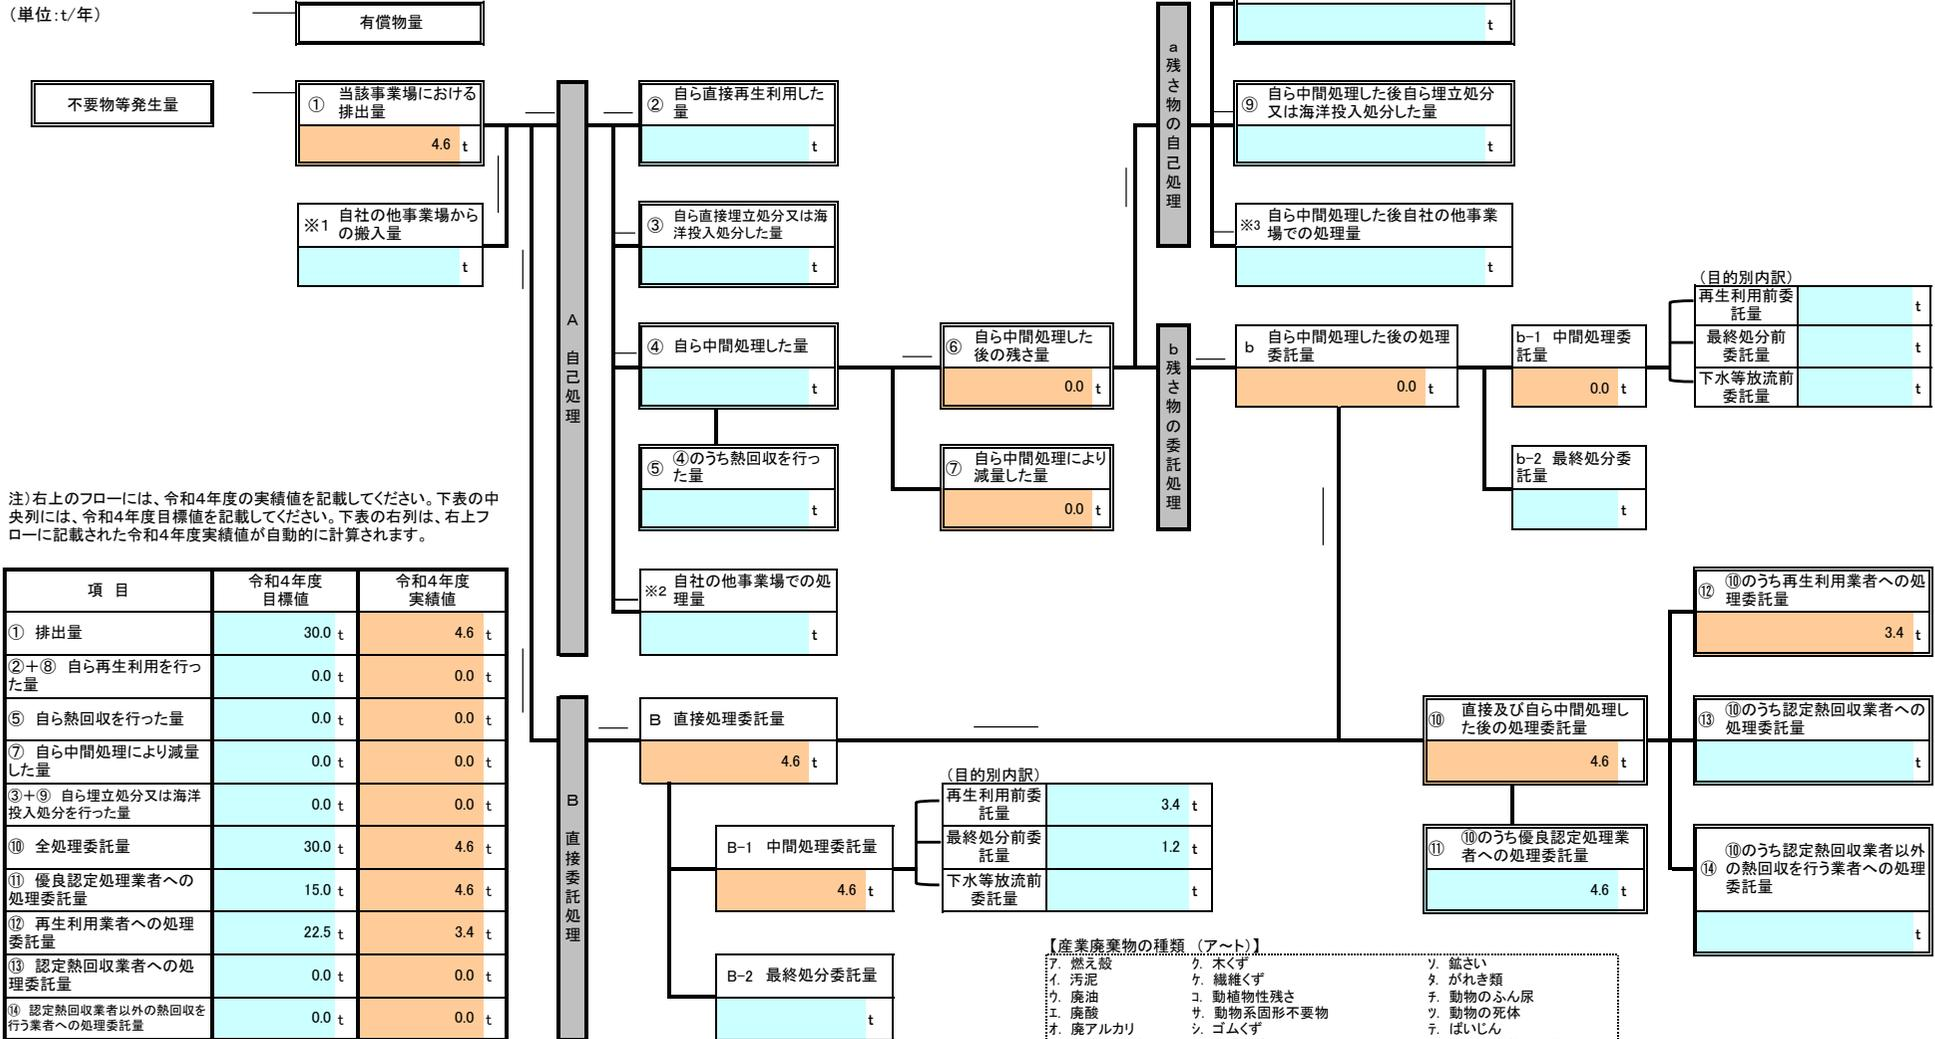 （単位：t/年）
有償物量
t
不要物等発生量
① 当該事業場における
排出量
4.6 t
※1 自社の他事業場から
の搬入量
t
A 自己処理
② 自ら直接再生利用した
量
t
③ 自ら直接埋立処分又は海
洋投入処分した量
t
④ 自ら中間処理した量
t
⑤ ④のうち熱回収を行っ
た量
t
※2 自社の他事業場での処
理量
t
⑥ 自ら中間処理した
後の残さ量
0.0 t
⑦ 自ら中間処理により
減量した量
0.0 t
a残さ物の自己処理
⑨ 自ら中間処理した後自ら埋立処分
又は海洋投入処分した量
t
※3 自ら中間処理した後自社の他事業
場での処理量
t
b残さ物の委託処理
b 自ら中間処理した後の処理
委託量
0.0 t
b-1 中間処理委
託量
0.0 t
b-2 最終処分委
託量
t
（目的別内訳）
再生利用前委
託量
t
最終処分前
委託量
t
下水等放流前
委託量
t
注）右上のフローには、令和４年度の実績値を記載してください。下表の中
央列には、令和４年度目標値を記載してください。下表の右列は、右上フ
ローに記載された令和４年度実績値が自動的に計算されます。
項 目 令和４年度
目標値 令和４年度
実績値
① 排出量 30.0 t 4.6 t
②＋⑧ 自ら再生利用を行っ
た量 0.0 t 0.0 t
⑤ 自ら熱回収を行った量 0.0 t 0.0 t
⑦ 自ら中間処理により減量
した量 0.0 t 0.0 t
③＋⑨ 自ら埋立処分又は海洋
投入処分を行った量 0.0 t 0.0 t
⑩ 全処理委託量 30.0 t 4.6 t
⑪ 優良認定処理業者への
処理委託量 15.0 t 4.6 t
⑫ 再生利用業者への処理
委託量 22.5 t 3.4 t
⑬ 認定熱回収業者への処
理委託量 0.0 t 0.0 t
⑭ 認定熱回収業者以外の熱回収を
行う業者への処理委託量 0.0 t 0.0 t
B 直接委託処理
B 直接処理委託量
4.6 t
B-1 中間処理委託量
4.6 t
B-2 最終処分委託量
t
（目的別内訳）
再生利用前委
託量
3.4 t
最終処分前委
託量
1.2 t
下水等放流前
委託量
t
⑩ 直接及び自ら中間処理し
た後の処理委託量
4.6 t
⑪ ⑩のうち優良認定処理業
者への処理委託量
4.6 t
⑫ ⑩のうち再生利用業者への処
理委託量
3.4 t
⑬ ⑩のうち認定熱回収業者への
処理委託量
t
⑭ ⑩のうち認定熱回収業者以外
の熱回収を行う業者への処理
委託量
t
【産業廃棄物の種類 （ア～ト）】
ア. 燃え殻 ク. 木くず ソ. 鉱さい
イ. 汚泥 ケ. 繊維くず タ. がれき類
ウ. 廃油 コ. 動植物性残さ チ. 動物のふん尿
エ. 廃酸 サ. 動物系固形不要物 ツ. 動物の死体
オ. 廃アルカリ シ. ゴムくず テ. ばいじん